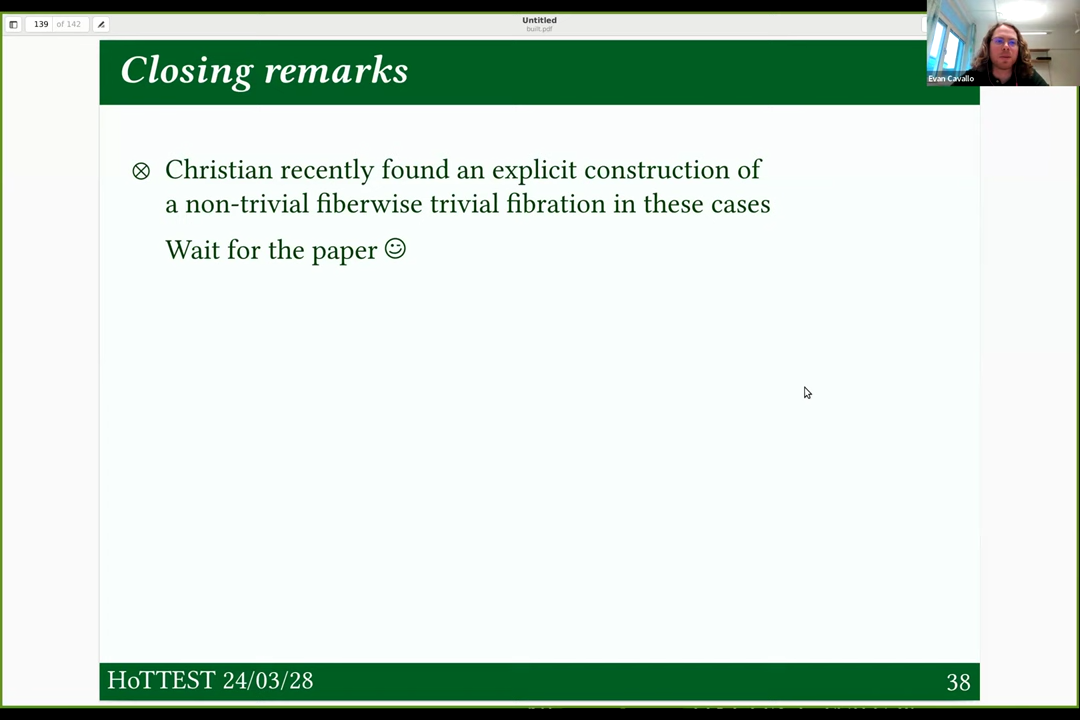 139 of 142
Untitled
built.pdf
Closing remarks
Evan Cavallo
⊗ Christian recently found an explicit construction of
a non-trivial fiberwise trivial fibration in these cases
Wait for the paper ☺
HoTTEST 24/03/28
38